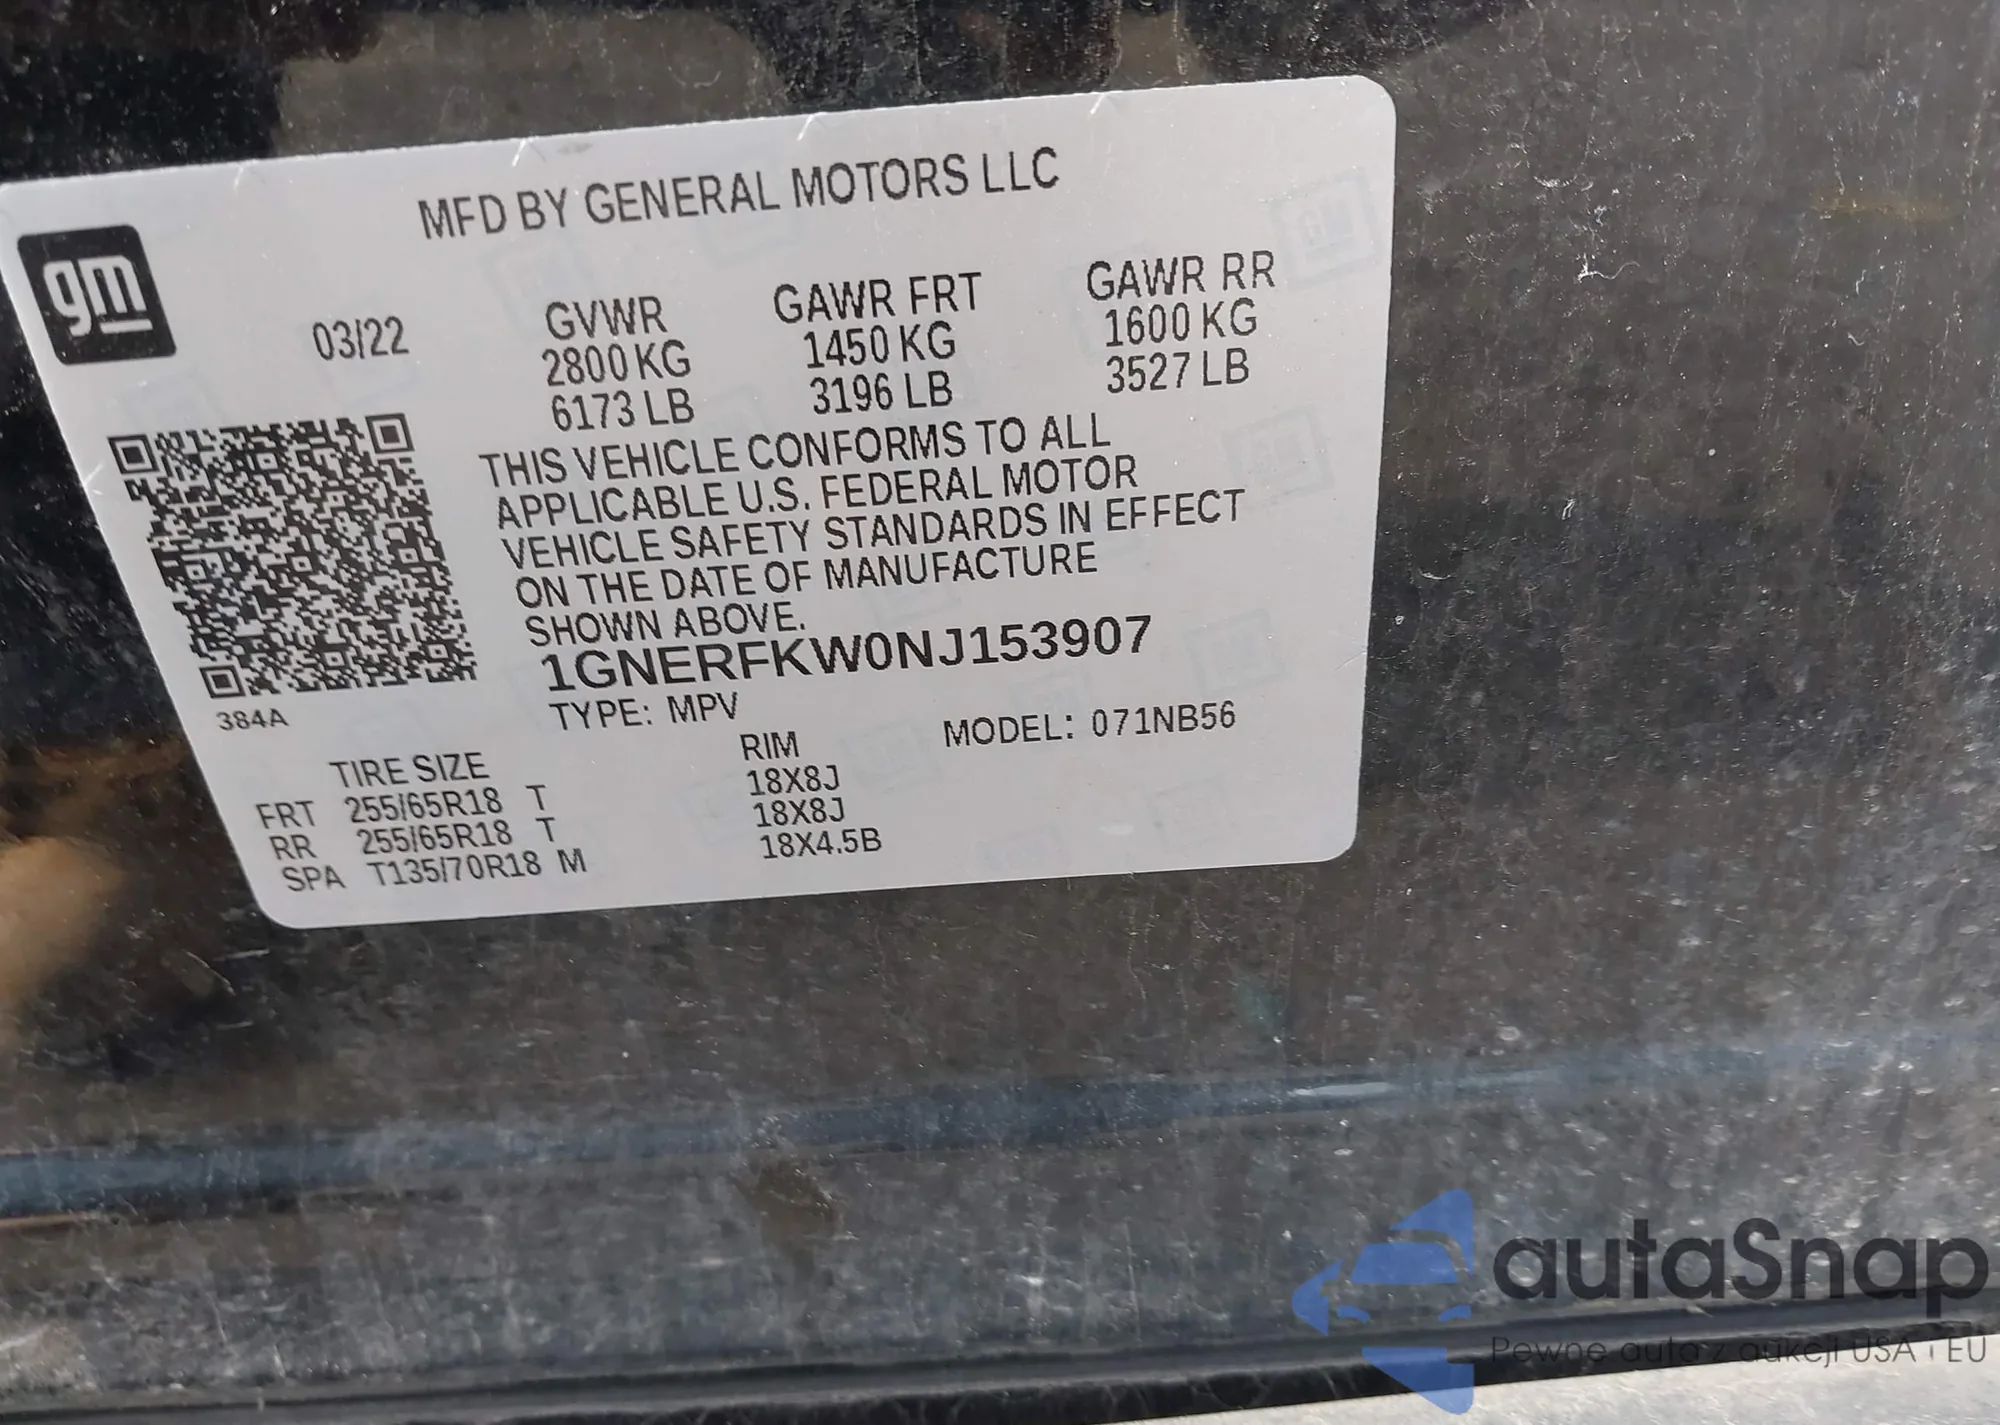 MFD BY GENERAL MOTORS LLC
gm
03/22
GVWR
2800 KG
6173 LB
GAWR FRT
1450 KG
3196 LB
GAWR RR
1600 KG
3527 LB
THIS VEHICLE CONFORMS TO ALL
APPLICABLE U.S. FEDERAL MOTOR
VEHICLE SAFETY STANDARDS IN EFFECT
ON THE DATE OF MANUFACTURE
SHOWN ABOVE.
1GNERFKW0NJ153907
384A
TYPE: MPV
MODEL: 071NB56
TIRE SIZE RIM
FRT 255/65R18 T 18X8J
RR 255/65R18 T 18X8J
SPA T135/70R18 M 18X4.5B
autaSnap
Pewne auto z aukcji USA i EU